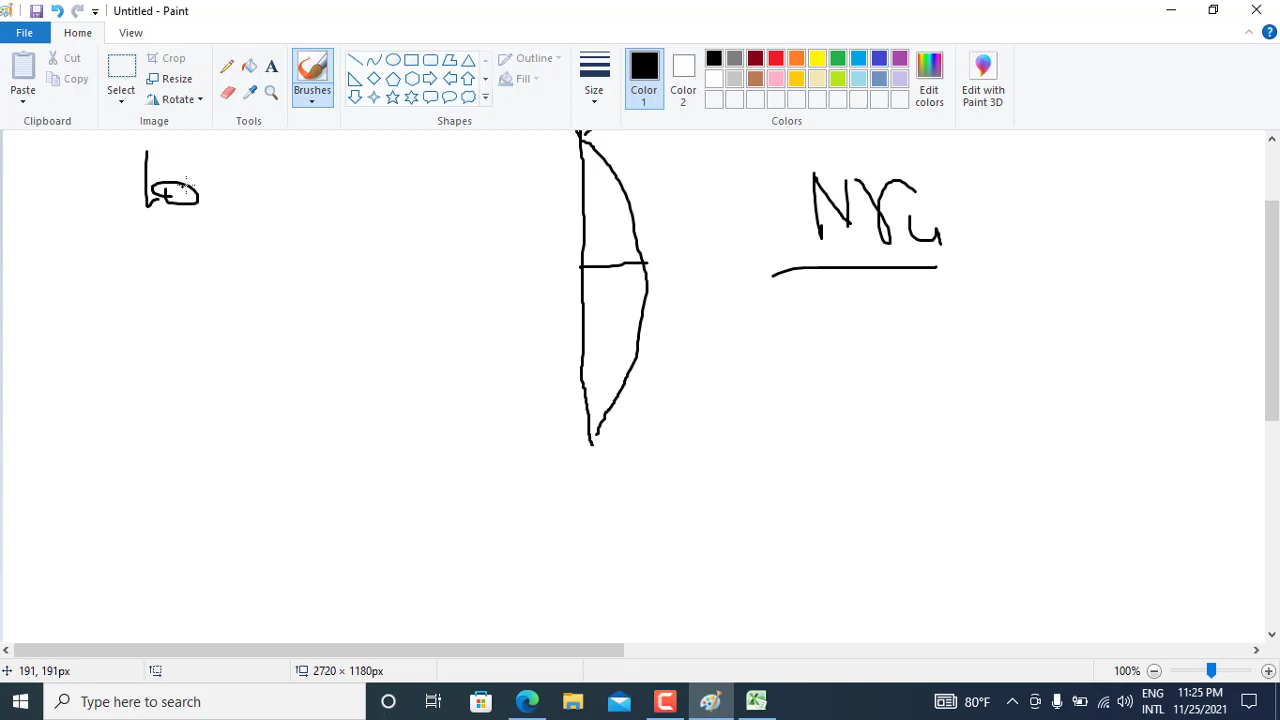 Untitled - Paint
File
Home
View
Paste
Cut
Copy
Clipboard
Select
Crop
Resize
Rotate
Image
Tools
Brushes
Outline
Fill
Shapes
Size
Color 1
Color 2
Edit colors
Edit with Paint 3D
Colors
191, 191px
2720 × 1180px
100%
Type here to search
80°F
ENG
INTL
11:25 PM
11/25/2021